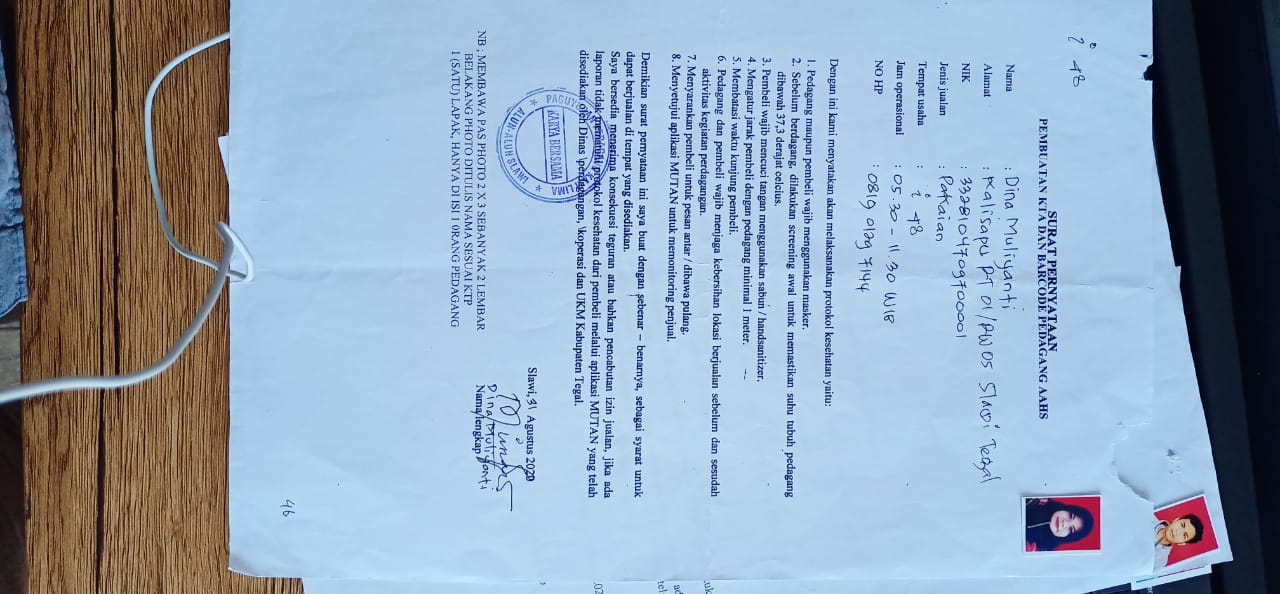 i 48
SURAT PERNYATAAN
PEMBUATAN KTA DAN BARCODE PEDAGANG AAHS
Nama : Dina Muliyanti
Alamat : Kalisapu RT 01/RW 05 Slawi Tegal
NIK : 33281047099700001
Jenis jualan : Pakaian
Tempat usaha : i 48
Jam operasional : 05.30 – 11.30 WIB
NO HP : 0819 0129 7144
Dengan ini kami menyatakan akan melaksanakan protokol kesehatan yaitu:
1. Pedagang maupun pembeli wajib menggunakan masker.
2. Sebelum berdagang, dilakukan screening awal untuk memastikan suhu tubuh pedagang
dibawah 37,3 derajat celcius.
3. Pembeli wajib mencuci tangan menggunakan sabun / handsanitizer.
4. Mengatur jarak pembeli dengan pedagang minimal 1 meter.
5. Membatasi waktu kunjung pembeli.
6. Pedagang dan pembeli wajib menjaga kebersihan lokasi berjualan sebelum dan sesudah
aktivitas kegiatan perdagangan.
7. Menyarankan pembeli untuk pesan antar / dibawa pulang.
8. Menyetujui aplikasi MUTAN untuk memonitoring penjual.
Demikian surat pernyataan ini saya buat dengan sebenar – benarnya, sebagai syarat untuk
dapat berjualan di tempat yang disediakan.
Saya bersedia menerima konsekuesi teguran atau bahkan pencabutan izin jualan, jika ada
laporan tidak mematuhi protokol kesehatan dari pembeli melalui aplikasi MUTAN yang telah
disediakan oleh Dinas \perdagangan, \koperasi dan UKM Kabupaten Tegal.
KARYA BERSAMA
ALUN-ALUN SLAWI
Slawi,31 Agustus 2020
Dina Muliyanti
Nama lengkap
NB ; MEMBAWA PAS PHOTO 2 X 3 SEBANYAK 2 LEMBAR
BELAKANG PHOTO DITULIS NAMA SESUAI KTP
1 (SATU) LAPAK, HANYA DI ISI 1 ORANG PEDAGANG
46